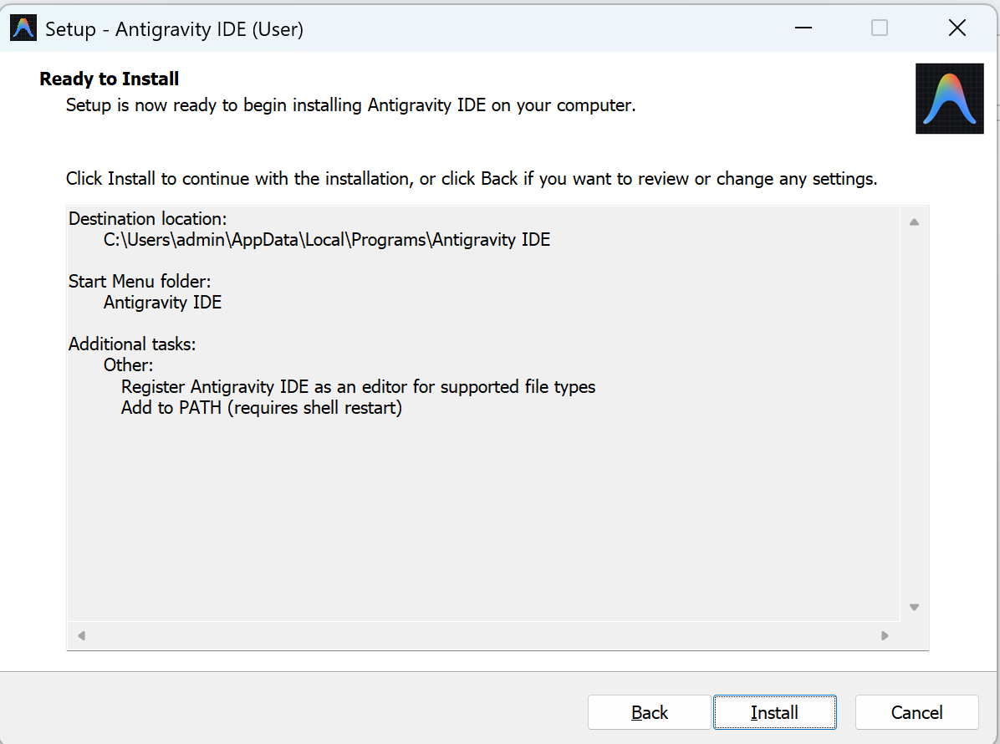 Setup - Antigravity IDE (User)
Ready to Install
Setup is now ready to begin installing Antigravity IDE on your computer.
Click Install to continue with the installation, or click Back if you want to review or change any settings.
Destination location:
C:\Users\admin\AppData\Local\Programs\Antigravity IDE
Start Menu folder:
Antigravity IDE
Additional tasks:
Other:
Register Antigravity IDE as an editor for supported file types
Add to PATH (requires shell restart)
Back
Install
Cancel